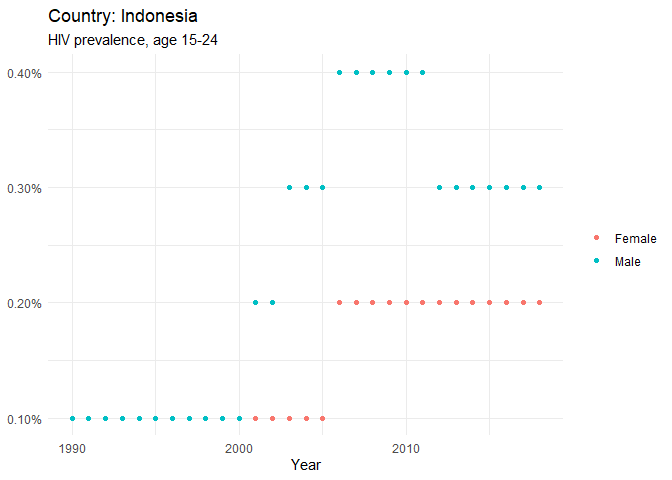 Country: Indonesia
HIV prevalence, age 15-24
0.40%
0.30%
0.20%
0.10%
1990
2000
2010
Year
Female
Male